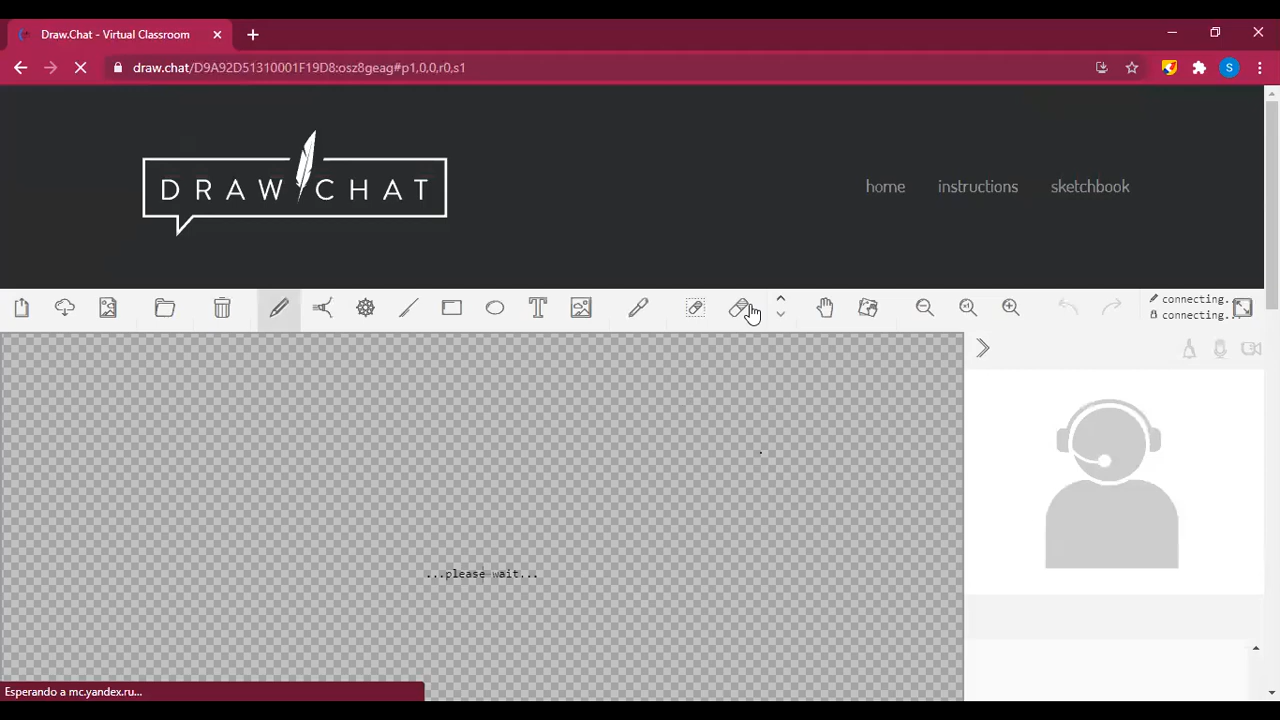 Draw.Chat - Virtual Classroom
draw.chat/D9A92D51310001F19D8:osz8geag#p1,0,0,r0,s1
S
DRAW CHAT
home instructions sketchbook
connecting..
connecting..
...please wait...
Esperando a mc.yandex.ru...